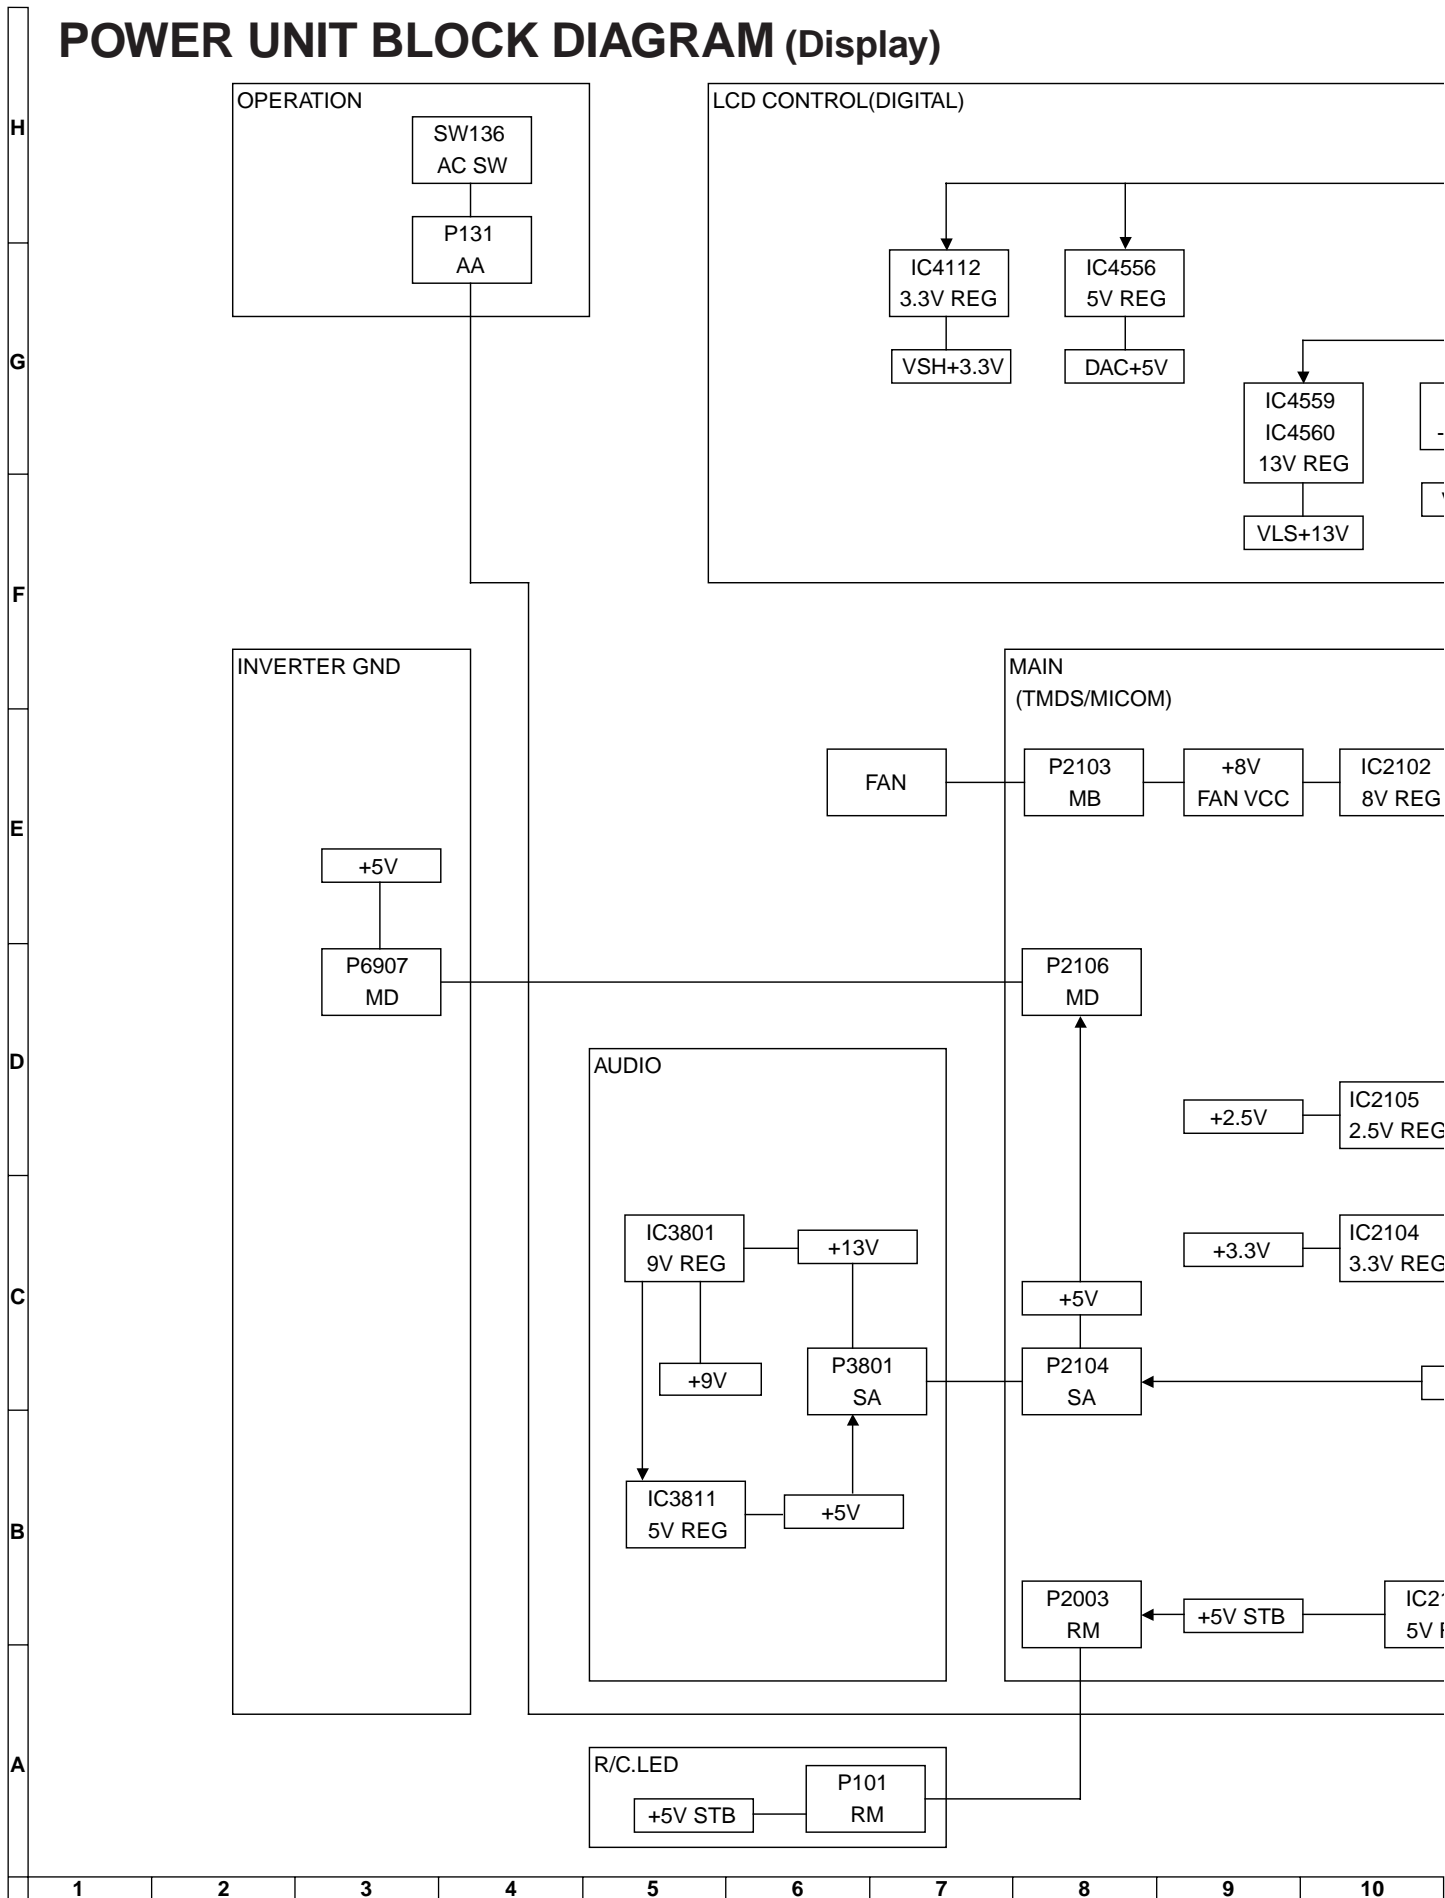 POWER UNIT BLOCK DIAGRAM (Display)
H
OPERATION
SW136
AC SW
P131
AA
LCD CONTROL(DIGITAL)
IC4112
3.3V REG
VSH+3.3V
IC4556
5V REG
DAC+5V
IC4559
IC4560
13V REG
VLS+13V
G
F
INVERTER GND
+5V
P6907
MD
MAIN
(TMDS/MICOM)
FAN
P2103
MB
+8V
FAN VCC
IC2102
8V REG
E
P2106
MD
D
AUDIO
+2.5V
IC2105
2.5V REG
IC3801
9V REG
+13V
+3.3V
IC2104
3.3V REG
C
+5V
+9V
P3801
SA
P2104
SA
IC3811
5V REG
+5V
B
P2003
RM
+5V STB
5V
A
R/C.LED
+5V STB
P101
RM
1 2 3 4 5 6 7 8 9 10